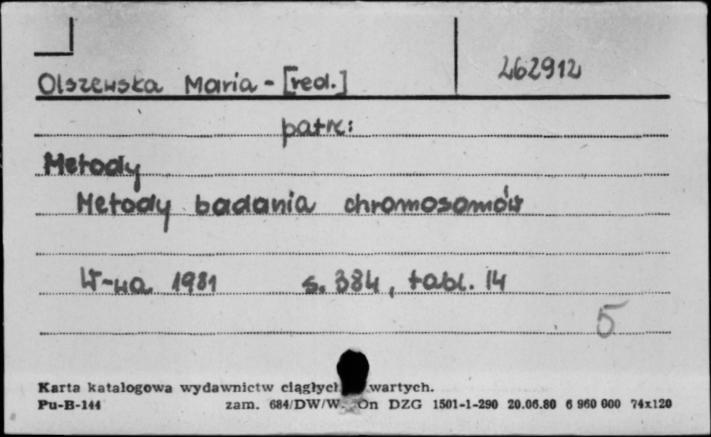 262912
Olszewska Maria - [red.]
patrz:
Metody
Metody badania chromosomów
W-wa 1981 s. 384, tabl. 14
5
Karta katalogowa wydawnictw ciągłych wartych.
Pu-B-144 zam. 684/DW/W On DZG 1501-1-290 20.06.80 6 960 000 74x120